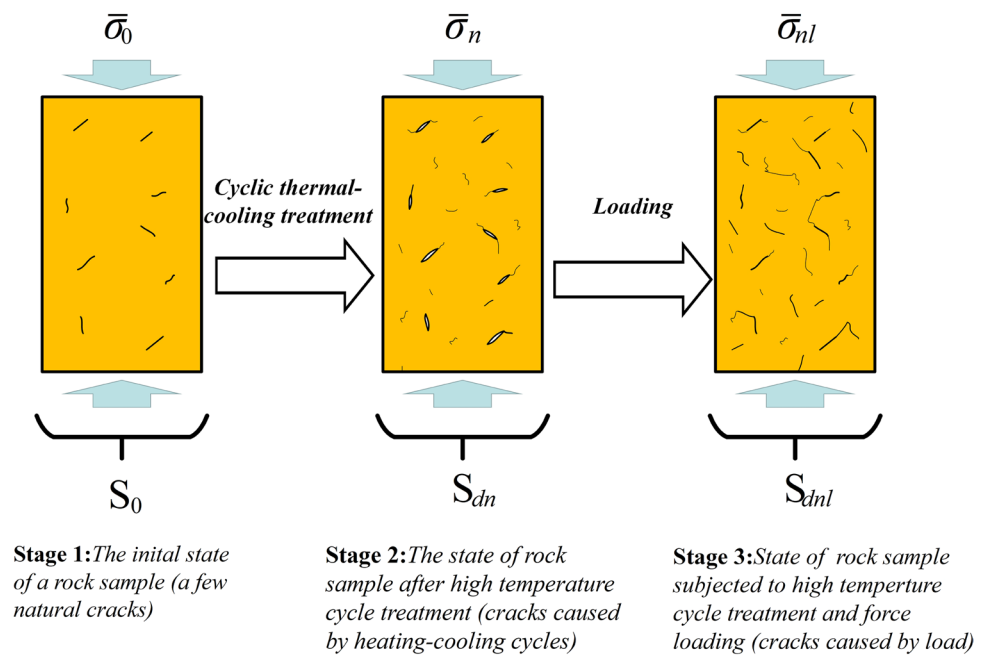 σ̄0 σ̄n σ̄nl
Cyclic thermal-
cooling treatment
Loading
S0 Sdn Sdnl
Stage 1:The inital state
of a rock sample (a few
natural cracks)
Stage 2:The state of rock
sample after high temperature
cycle treatment (cracks caused
by heating-cooling cycles)
Stage 3:State of rock sample
subjected to high temperture
cycle treatment and force
loading (cracks caused by load)